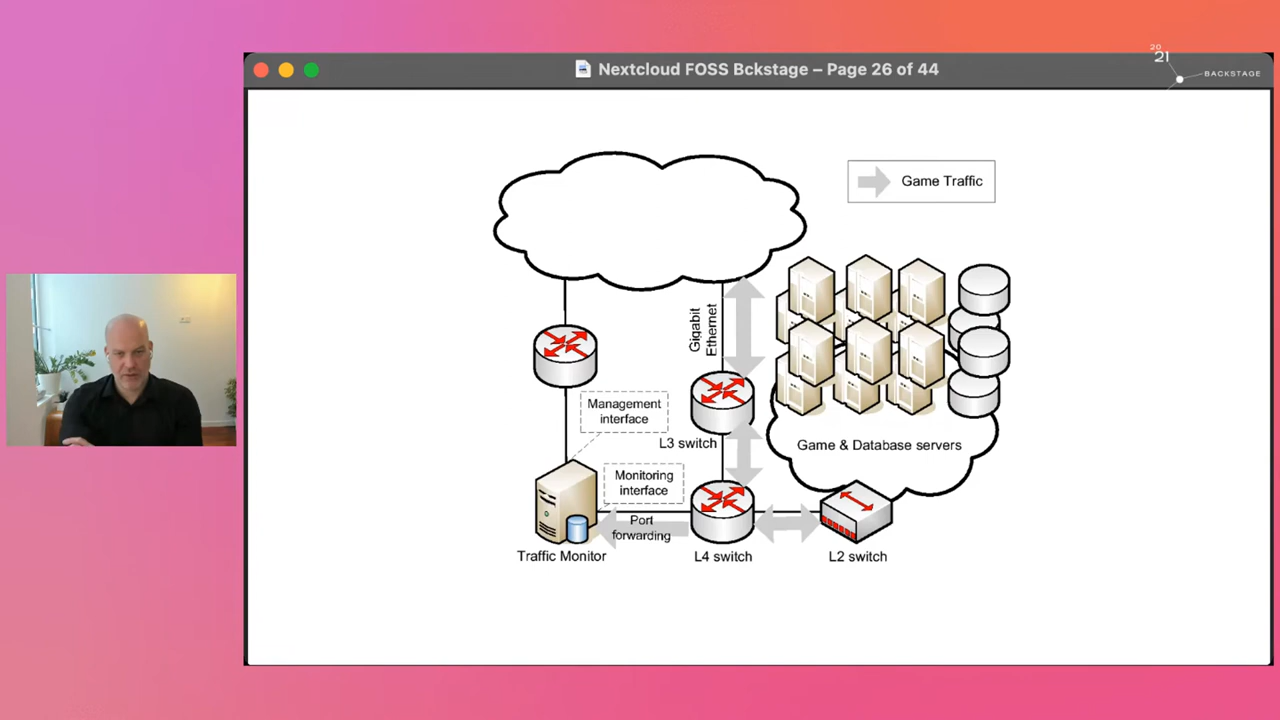 Nextcloud FOSS Bckstage – Page 26 of 44
20
21
BACKSTAGE
Game Traffic
Gigabit
Ethernet
Management
interface
L3 switch
Game & Database servers
Monitoring
interface
Port
forwarding
Traffic Monitor
L4 switch
L2 switch